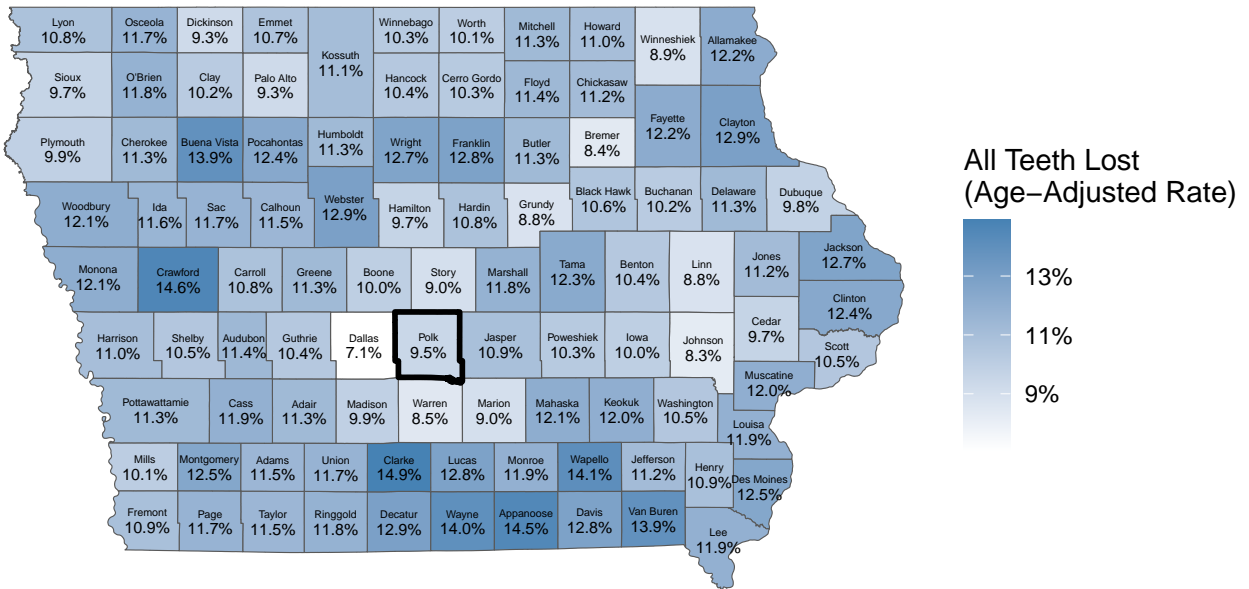 Lyon
10.8%
Osceola
11.7%
Dickinson
9.3%
Emmet
10.7%
Kossuth
11.1%
Winnebago
10.3%
Worth
10.1%
Mitchell
11.3%
Howard
11.0%
Winneshiek
8.9%
Allamakee
12.2%
Sioux
9.7%
O'Brien
11.8%
Clay
10.2%
Palo Alto
9.3%
Hancock
10.4%
Cerro Gordo
10.3%
Floyd
11.4%
Chickasaw
11.2%
Fayette
12.2%
Clayton
12.9%
Plymouth
9.9%
Cherokee
11.3%
Buena Vista
13.9%
Pocahontas
12.4%
Humboldt
11.3%
Wright
12.7%
Franklin
12.8%
Butler
11.3%
Bremer
8.4%
Woodbury
12.1%
Ida
11.6%
Sac
11.7%
Calhoun
11.5%
Webster
12.9%
Hamilton
9.7%
Hardin
10.8%
Grundy
8.8%
Black Hawk
10.6%
Buchanan
10.2%
Delaware
11.3%
Dubuque
9.8%
Monona
12.1%
Crawford
14.6%
Carroll
10.8%
Greene
11.3%
Boone
10.0%
Story
9.0%
Marshall
11.8%
Tama
12.3%
Benton
10.4%
Linn
8.8%
Jones
11.2%
Jackson
12.7%
Clinton
12.4%
Harrison
11.0%
Shelby
10.5%
Audubon
11.4%
Guthrie
10.4%
Dallas
7.1%
Polk
9.5%
Jasper
10.9%
Poweshiek
10.3%
Iowa
10.0%
Johnson
8.3%
Cedar
9.7%
Scott
10.5%
Muscatine
12.0%
Pottawattamie
11.3%
Cass
11.9%
Adair
11.3%
Madison
9.9%
Warren
8.5%
Marion
9.0%
Mahaska
12.1%
Keokuk
12.0%
Washington
10.5%
Louisa
11.9%
Mills
10.1%
Montgomery
12.5%
Adams
11.5%
Union
11.7%
Clarke
14.9%
Lucas
12.8%
Monroe
11.9%
Wapello
14.1%
Jefferson
11.2%
Henry
10.9%
Des Moines
12.5%
Fremont
10.9%
Page
11.7%
Taylor
11.5%
Ringgold
11.8%
Decatur
12.9%
Wayne
14.0%
Appanoose
14.5%
Davis
12.8%
Van Buren
13.9%
Lee
11.9%
All Teeth Lost
(Age−Adjusted Rate)
13%
11%
9%